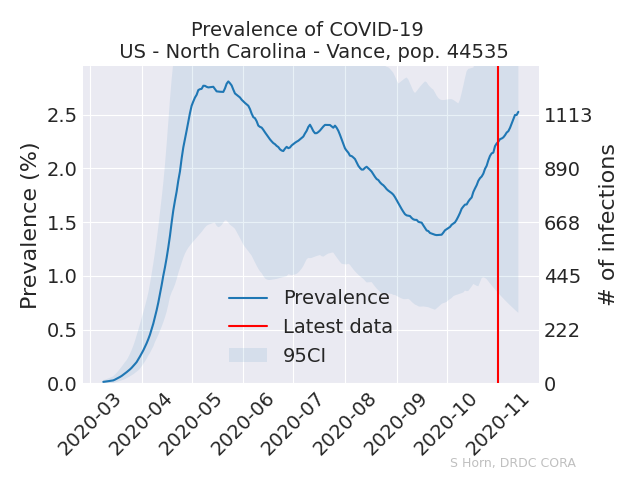 Prevalence of COVID-19
US - North Carolina - Vance, pop. 44535
Prevalence (%)
2.5
2.0
1.5
1.0
0.5
0.0
1113
890
668
445
222
0
# of infections
Prevalence
Latest data
95CI
2020-03
2020-04
2020-05
2020-06
2020-07
2020-08
2020-09
2020-10
2020-11
S Horn, DRDC CORA